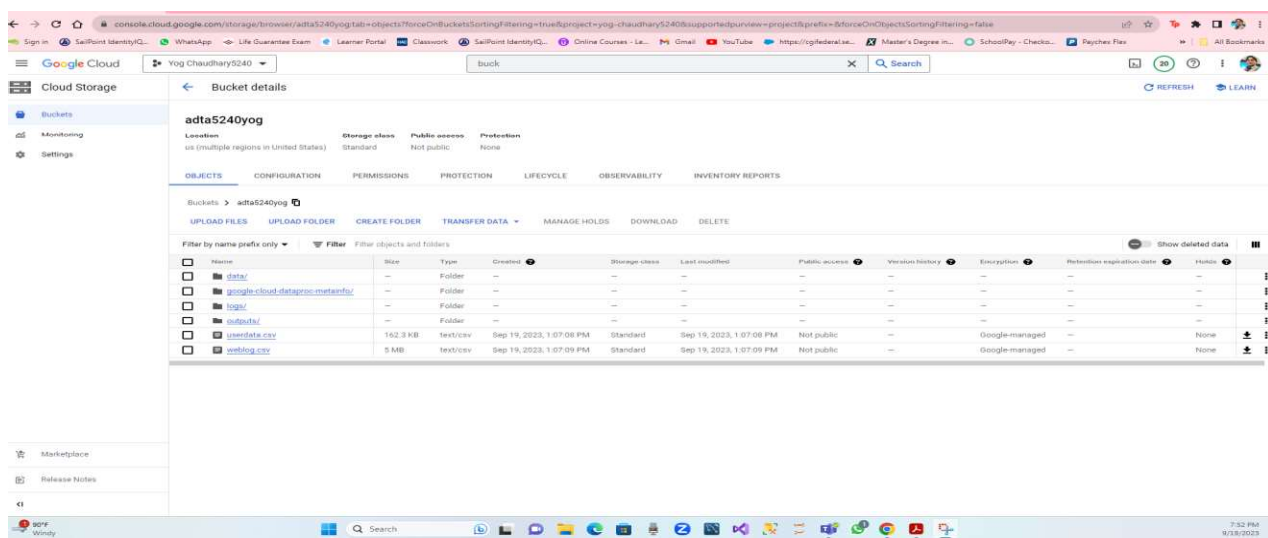 console.cloud.google.com/storage/browser/adta5240yog;tab=objects?forceOnBucketsSortingFiltering=true&project=yog-chaudhary5240&supportedpurview=project&prefix=&forceOnObjectsSortingFiltering=false
Sign in SailPoint IdentityIQ... WhatsApp Life Guarantee Exam Learner Portal Classwork SailPoint IdentityIQ... Online Courses - Le... Gmail YouTube https://cgifederal.se... Master's Degree in... SchoolPay - Checko... Paychex Flex » All Bookmarks
Google Cloud Yog Chaudhary5240 buck Search 20
Cloud Storage Bucket details REFRESH LEARN
Buckets
Monitoring
Settings
adta5240yog
Location Storage class Public access Protection
us (multiple regions in United States) Standard Not public None
OBJECTS CONFIGURATION PERMISSIONS PROTECTION LIFECYCLE OBSERVABILITY INVENTORY REPORTS
Buckets > adta5240yog
UPLOAD FILES UPLOAD FOLDER CREATE FOLDER TRANSFER DATA MANAGE HOLDS DOWNLOAD DELETE
Filter by name prefix only Filter Filter objects and folders Show deleted data
Name Size Type Created Storage class Last modified Public access Version history Encryption Retention expiration date Holds
data/ — Folder — — — — — — — —
google-cloud-dataproc-metainfo/ — Folder — — — — — — — —
logs/ — Folder — — — — — — — —
outputs/ — Folder — — — — — — — —
userdata.csv 162.3 KB text/csv Sep 19, 2023, 1:07:08 PM Standard Sep 19, 2023, 1:07:08 PM Not public — Google-managed — None
weblog.csv 5 MB text/csv Sep 19, 2023, 1:07:09 PM Standard Sep 19, 2023, 1:07:09 PM Not public — Google-managed — None
Marketplace
Release Notes
90°F
Windy
Search
7:52 PM
9/19/2023